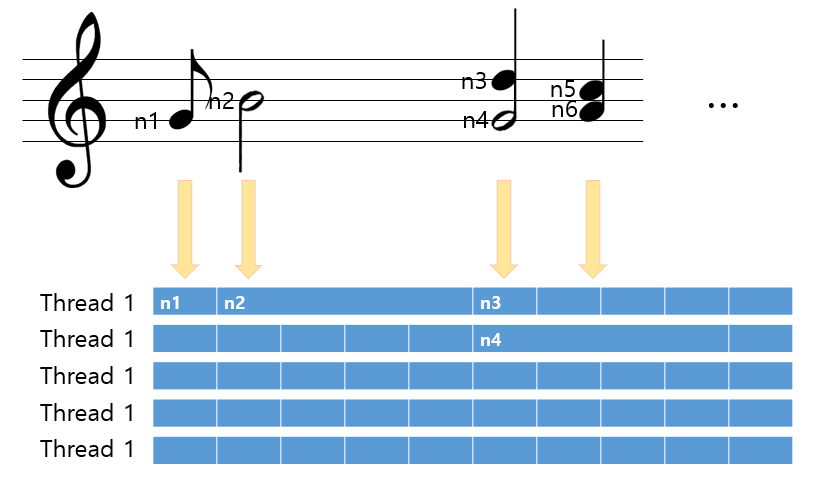 n3
n5
n2
n1
n4
n6
...
Thread 1 n1 n2 n3
Thread 1 n4
Thread 1
Thread 1
Thread 1